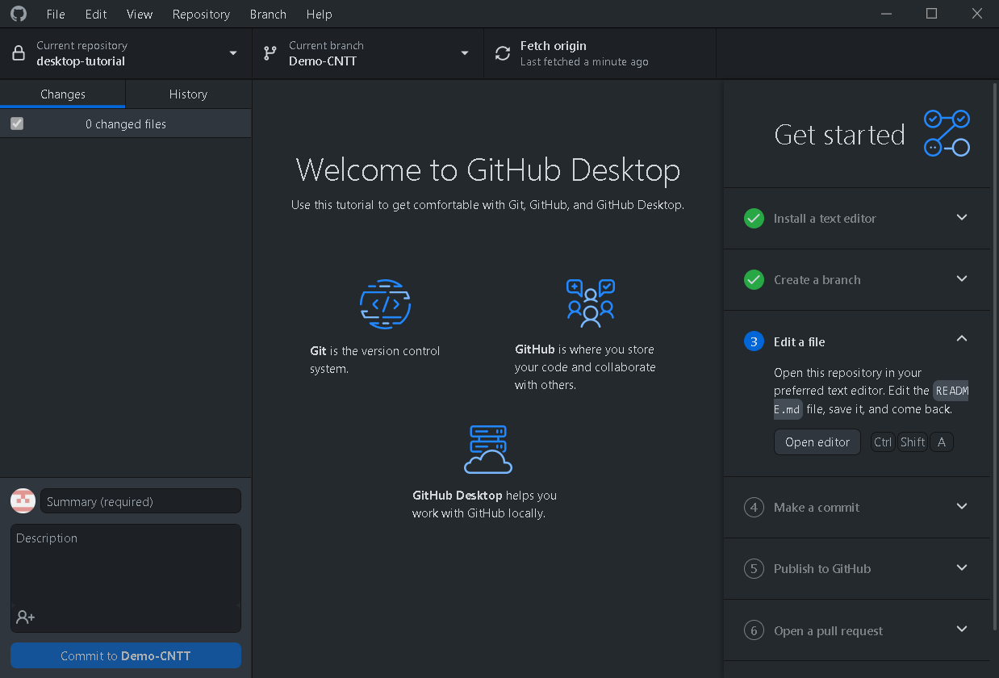 File Edit View Repository Branch Help
Current repository
desktop-tutorial
Current branch
Demo-CNTT
Fetch origin
Last fetched a minute ago
Changes History
0 changed files
Summary (required)
Description
Commit to Demo-CNTT
Welcome to GitHub Desktop
Use this tutorial to get comfortable with Git, GitHub, and GitHub Desktop.
Git is the version control
system.
GitHub is where you store
your code and collaborate
with others.
GitHub Desktop helps you
work with GitHub locally.
Get started
Install a text editor
Create a branch
3 Edit a file
Open this repository in your
preferred text editor. Edit the READM
E.md file, save it, and come back.
Open editor Ctrl Shift A
4 Make a commit
5 Publish to GitHub
6 Open a pull request